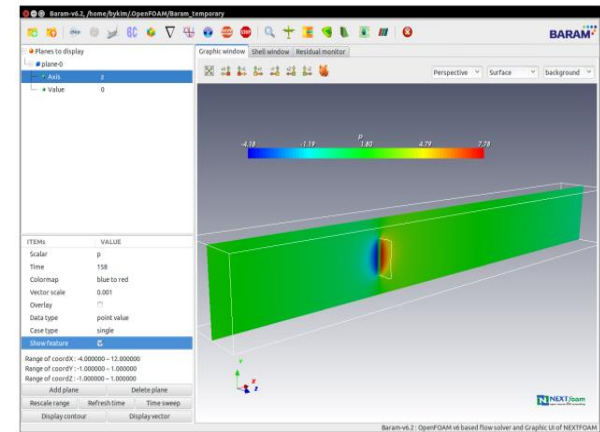 Baram-v6.2, /home/bykim/.OpenFOAM/Baram_temporary
BC
STOP
BARAM
Planes to display
plane-0
Axis z
Value 0
Graphic window Shell window Residual monitor
Perspective Surface background
p
-4.18 -1.19 1.80 4.79 7.78
ITEMs VALUE
Scalar p
Time 158
Colormap blue to red
Vector scale 0.001
Overlay
Data type point value
Case type single
Show feature
Range of coordX : -4.000000 ~ 12.000000
Range of coordY : -1.000000 ~ 1.000000
Range of coordZ : -1.000000 ~ 1.000000
Add plane Delete plane
Rescale range Refresh time Time sweep
Display contour Display vector
Y
X
Z
NEXTfoam
Baram-v6.2 : OpenFOAM v6 based flow solver and Graphic UI of NEXTFOAM